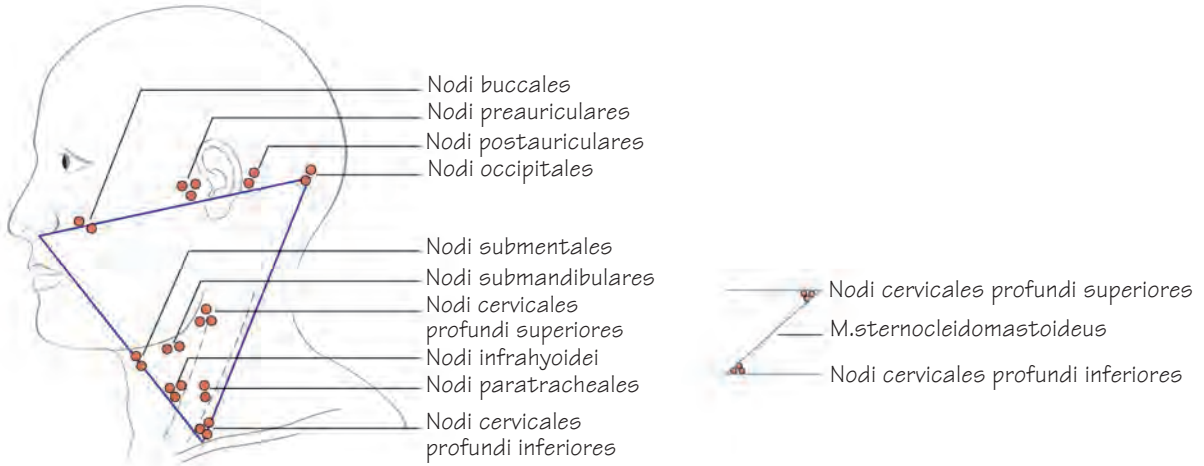 Nodi buccales
Nodi preauriculares
Nodi postauriculares
Nodi occipitales
Nodi submentales
Nodi submandibulares
Nodi cervicales
profundi superiores
Nodi infrahyoidei
Nodi paratracheales
Nodi cervicales
profundi inferiores
Nodi cervicales profundi superiores
M.sternocleidomastoideus
Nodi cervicales profundi inferiores